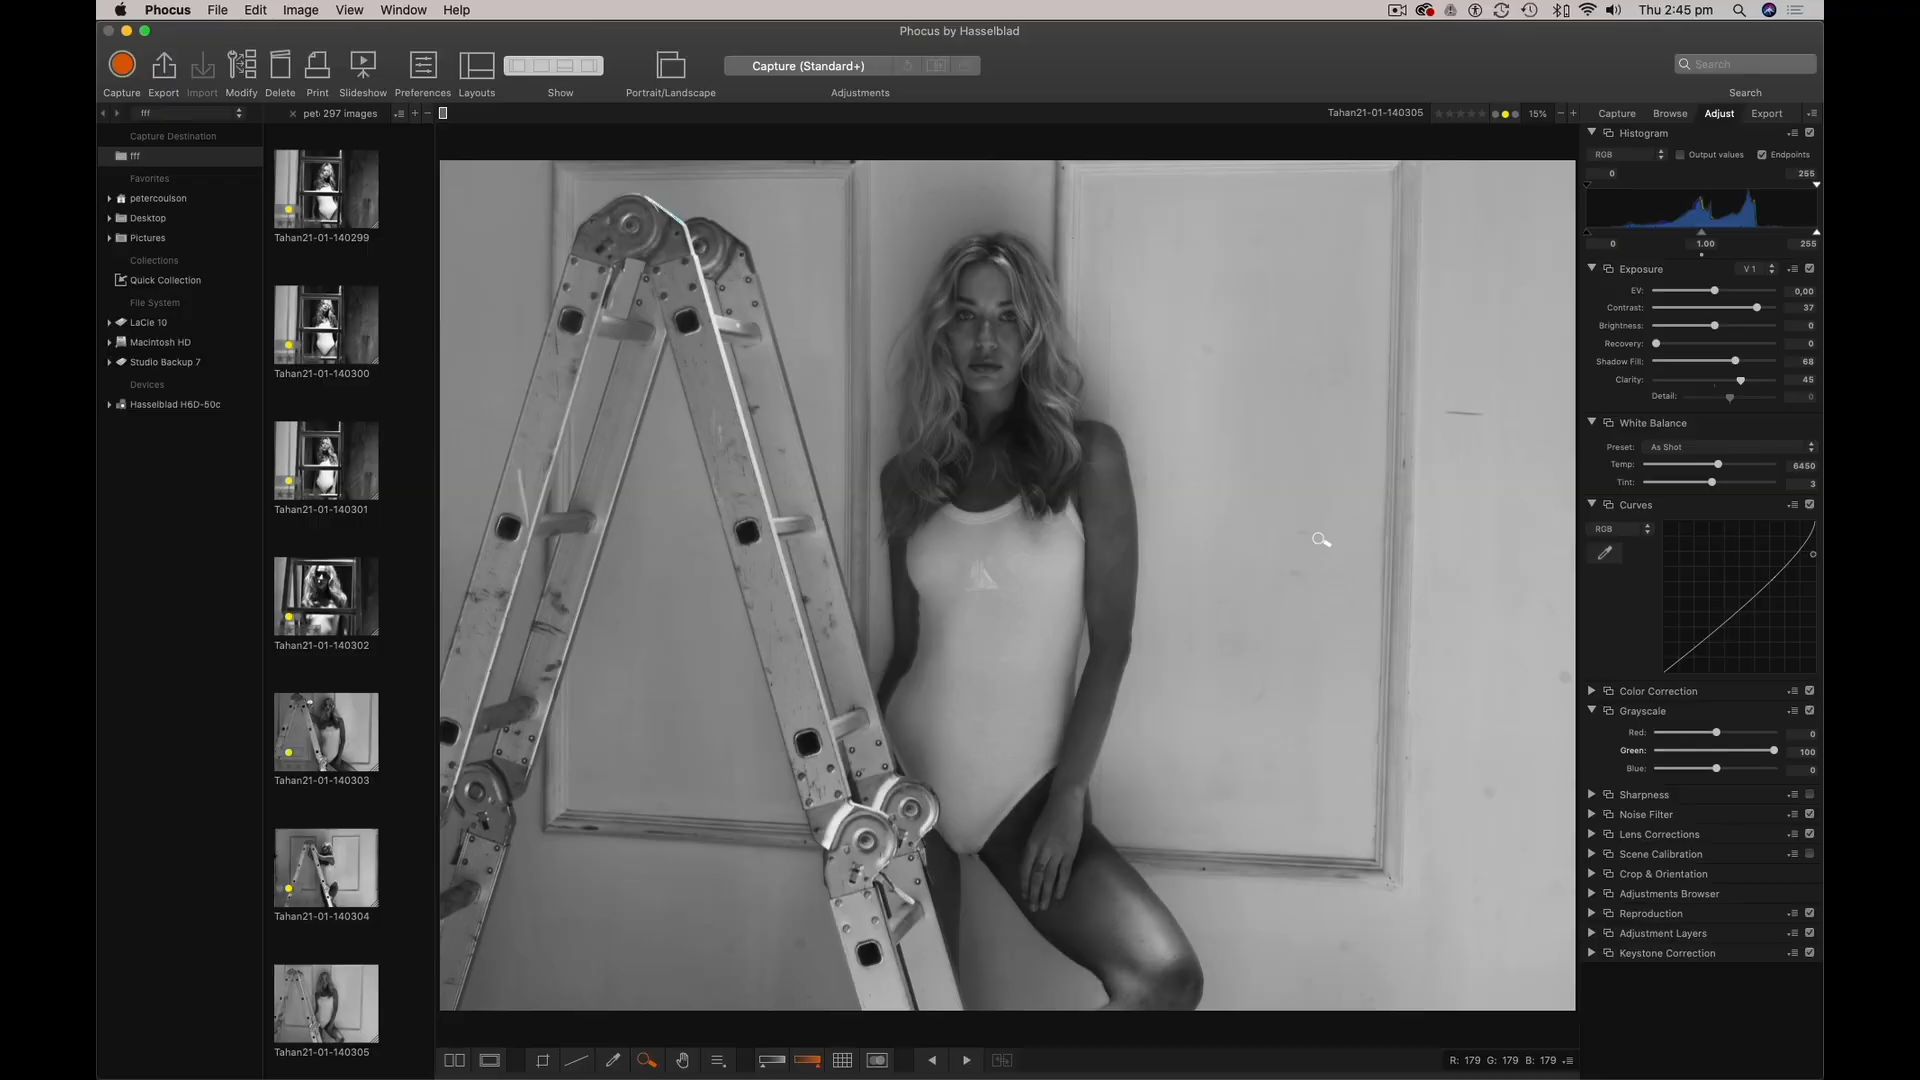 Phocus File Edit Image View Window Help Thu 2:45 pm
Phocus by Hasselblad
Capture (Standard+) Search
Capture Export Import Modify Delete Print Slideshow Preferences Layouts Show Portrait/Landscape Adjustments Search
fff × pet 297 images Tahan21-01-140305 15% Capture Browse Adjust Export
Capture Destination
fff
Favorites
petercoulson
Desktop
Pictures
Collections
Quick Collection
File System
LaCie 10
Macintosh HD
Studio Backup 7
Devices
Hasselblad H6D-50c
Tahan21-01-140299
Tahan21-01-140300
Tahan21-01-140301
Tahan21-01-140302
Tahan21-01-140303
Tahan21-01-140304
Tahan21-01-140305
Histogram
RGB Output values Endpoints
0 255
0 1.00 255
Exposure V 1
EV: 0,00
Contrast: 37
Brightness: 0
Recovery: 0
Shadow Fill: 68
Clarity: 45
Detail: 0
White Balance
Preset: As Shot
Temp: 6450
Tint: 3
Curves
RGB
Color Correction
Grayscale
Red: 0
Green: 100
Blue: 0
Sharpness
Noise Filter
Lens Corrections
Scene Calibration
Crop & Orientation
Adjustments Browser
Reproduction
Adjustment Layers
Keystone Correction
R: 179 G: 179 B: 179